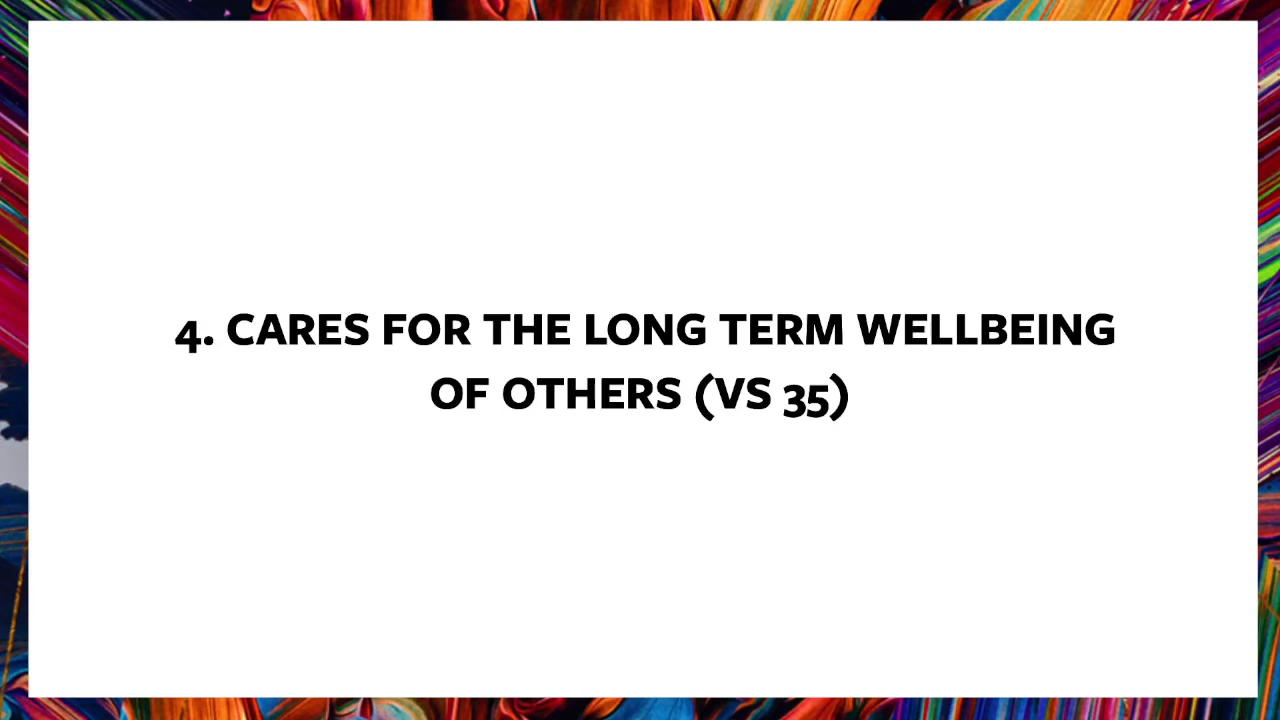 4. CARES FOR THE LONG TERM WELLBEING
OF OTHERS (VS 35)